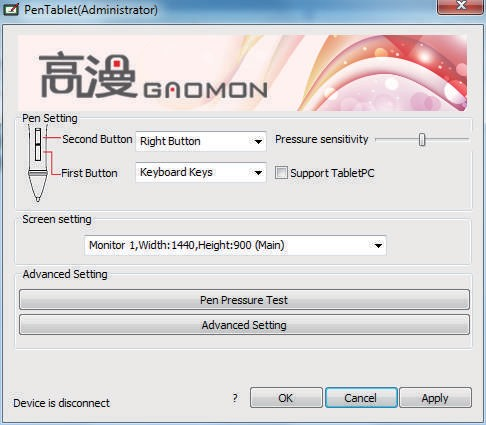 PenTablet(Administrator)
高漫 GAOMON
Pen Setting
Second Button Right Button Pressure sensitivity
First Button Keyboard Keys Support TabletPC
Screen setting
Monitor 1,Width:1440,Height:900 (Main)
Advanced Setting
Pen Pressure Test
Advanced Setting
Device is disconnect ? OK Cancel Apply